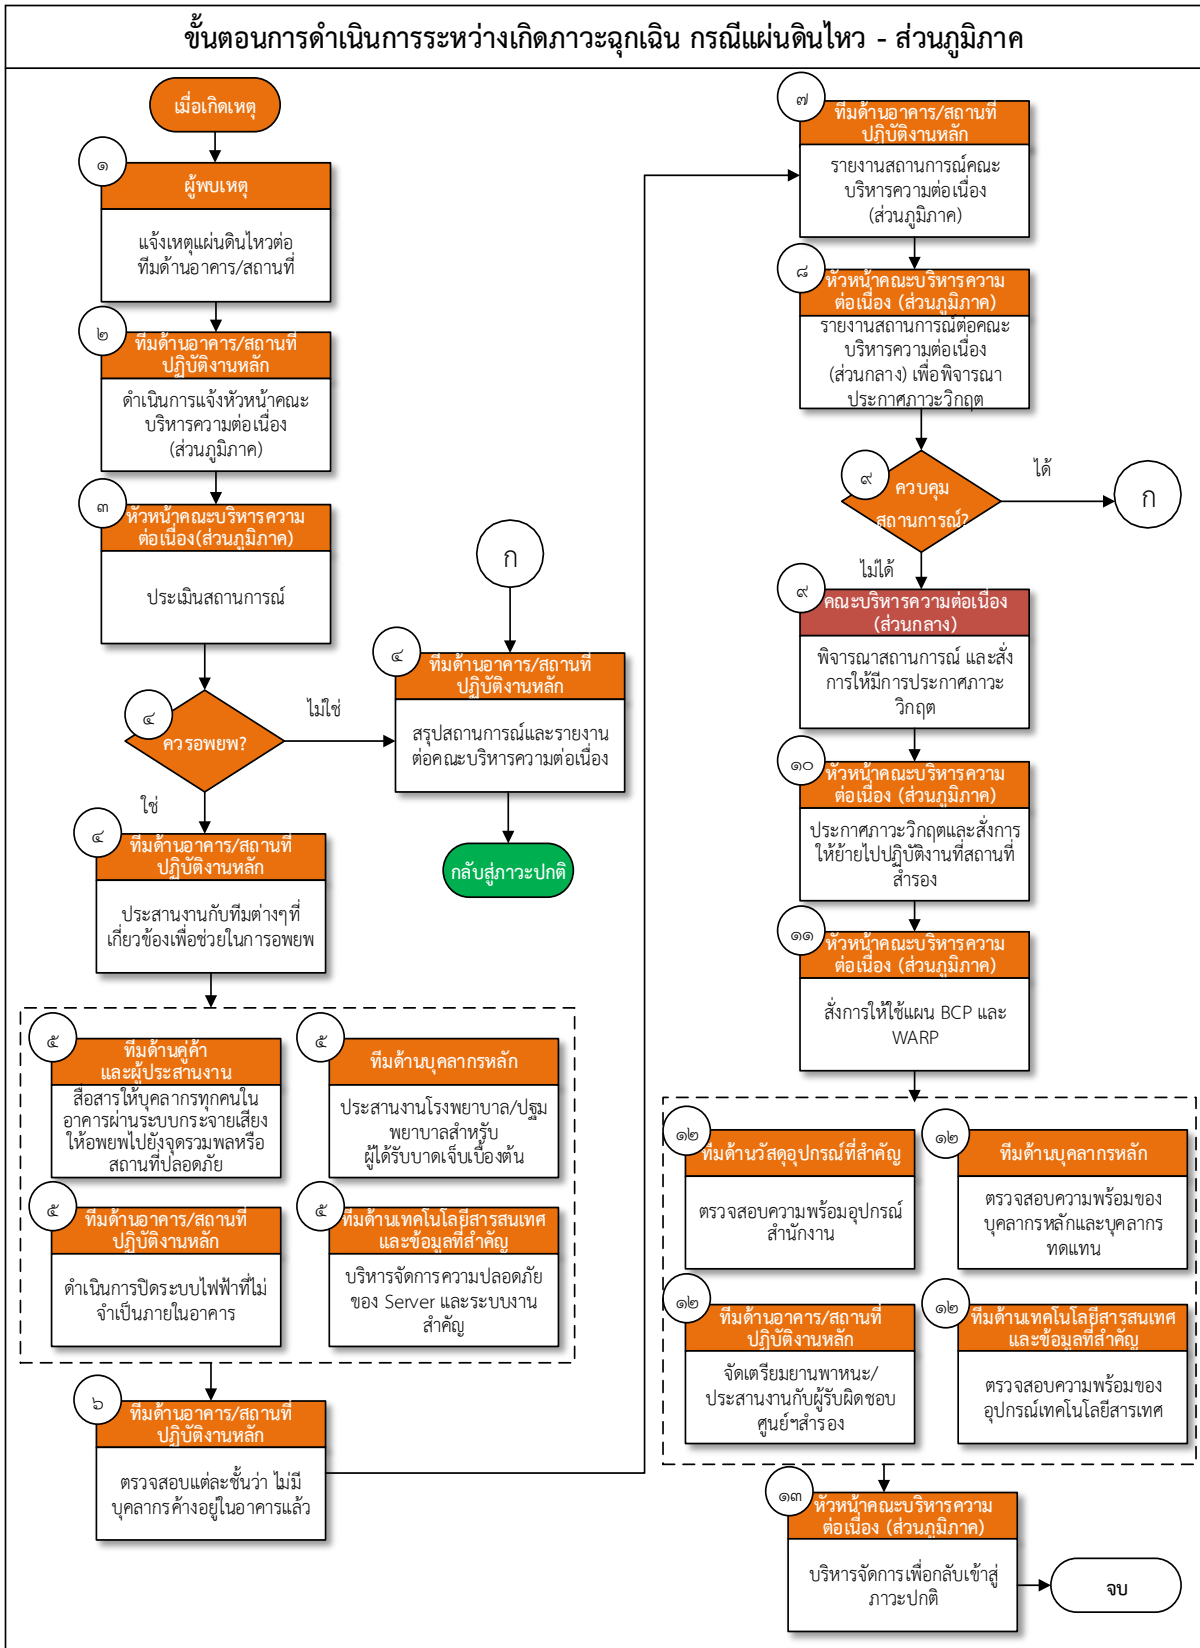 ขั้นตอนการดำเนินการระหว่างเกิดภาวะฉุกเฉิน กรณีแผ่นดินไหว - ส่วนภูมิภาค
เมื่อเกิดเหตุ
๑
ผู้พบเหตุ
แจ้งเหตุแผ่นดินไหวต่อ
ทีมด้านอาคาร/สถานที่
๒
ทีมด้านอาคาร/สถานที่
ปฏิบัติงานหลัก
ดำเนินการแจ้งหัวหน้าคณะ
บริหารความต่อเนื่อง
(ส่วนภูมิภาค)
๓
หัวหน้าคณะบริหารความ
ต่อเนื่อง(ส่วนภูมิภาค)
ประเมินสถานการณ์
๔
ควรอพยพ?
ไม่ใช่
ใช่
ก
๔
ทีมด้านอาคาร/สถานที่
ปฏิบัติงานหลัก
สรุปสถานการณ์และรายงาน
ต่อคณะบริหารความต่อเนื่อง
กลับสู่ภาวะปกติ
๔
ทีมด้านอาคาร/สถานที่
ปฏิบัติงานหลัก
ประสานงานกับทีมต่างๆที่
เกี่ยวข้องเพื่อช่วยในการอพยพ
๕
ทีมด้านคู่ค้า
และผู้ประสานงาน
สื่อสารให้บุคลากรทุกคนใน
อาคารผ่านระบบกระจายเสียง
ให้อพยพไปยังจุดรวมพลหรือ
สถานที่ปลอดภัย
๕
ทีมด้านบุคลากรหลัก
ประสานงานโรงพยาบาล/ปฐม
พยาบาลสำหรับ
ผู้ได้รับบาดเจ็บเบื้องต้น
๕
ทีมด้านอาคาร/สถานที่
ปฏิบัติงานหลัก
ดำเนินการปิดระบบไฟฟ้าที่ไม่
จำเป็นภายในอาคาร
๕
ทีมด้านเทคโนโลยีสารสนเทศ
และข้อมูลที่สำคัญ
บริหารจัดการความปลอดภัย
ของ Server และระบบงาน
สำคัญ
๖
ทีมด้านอาคาร/สถานที่
ปฏิบัติงานหลัก
ตรวจสอบแต่ละชั้นว่า ไม่มี
บุคลากรค้างอยู่ในอาคารแล้ว
๗
ทีมด้านอาคาร/สถานที่
ปฏิบัติงานหลัก
รายงานสถานการณ์คณะ
บริหารความต่อเนื่อง
(ส่วนภูมิภาค)
๘
หัวหน้าคณะบริหารความ
ต่อเนื่อง (ส่วนภูมิภาค)
รายงานสถานการณ์ต่อคณะ
บริหารความต่อเนื่อง
(ส่วนกลาง) เพื่อพิจารณา
ประกาศภาวะวิกฤต
๙
ควบคุม
สถานการณ์?
ได้
ก
ไม่ได้
๙
คณะบริหารความต่อเนื่อง
(ส่วนกลาง)
พิจารณาสถานการณ์ และสั่ง
การให้มีการประกาศภาวะ
วิกฤต
๑๐
หัวหน้าคณะบริหารความ
ต่อเนื่อง (ส่วนภูมิภาค)
ประกาศภาวะวิกฤตและสั่งการ
ให้ย้ายไปปฏิบัติงานที่สถานที่
สำรอง
๑๑
หัวหน้าคณะบริหารความ
ต่อเนื่อง (ส่วนภูมิภาค)
สั่งการให้ใช้แผน BCP และ
WARP
๑๒
ทีมด้านวัสดุอุปกรณ์ที่สำคัญ
ตรวจสอบความพร้อมอุปกรณ์
สำนักงาน
๑๒
ทีมด้านบุคลากรหลัก
ตรวจสอบความพร้อมของ
บุคลากรหลักและบุคลากร
ทดแทน
๑๒
ทีมด้านอาคาร/สถานที่
ปฏิบัติงานหลัก
จัดเตรียมยานพาหนะ/
ประสานงานกับผู้รับผิดชอบ
ศูนย์ฯสำรอง
๑๒
ทีมด้านเทคโนโลยีสารสนเทศ
และข้อมูลที่สำคัญ
ตรวจสอบความพร้อมของ
อุปกรณ์เทคโนโลยีสารเทศ
๑๓
หัวหน้าคณะบริหารความ
ต่อเนื่อง (ส่วนภูมิภาค)
บริหารจัดการเพื่อกลับเข้าสู่
ภาวะปกติ
จบ